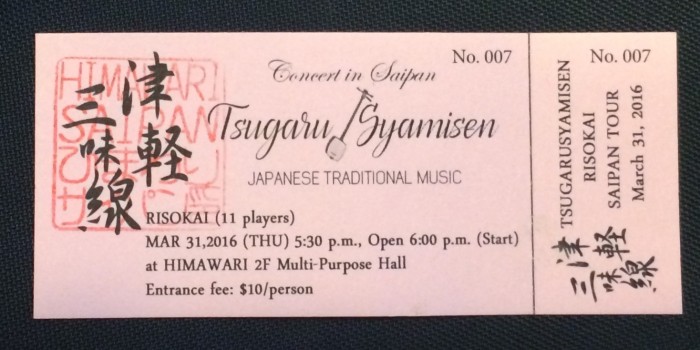 No. 007
Concert in Saipan
Tsugaru Syamisen
JAPANESE TRADITIONAL MUSIC
津軽
三味線
HIMAWARI
SAIPAN
RISOKAI (11 players)
MAR 31,2016 (THU) 5:30 p.m., Open 6:00 p.m. (Start)
at HIMAWARI 2F Multi-Purpose Hall
Entrance fee: $10/person
No. 007
TSUGARUSYAMISEN
RISOKAI
SAIPAN TOUR
March 31, 2016
津軽
三味線